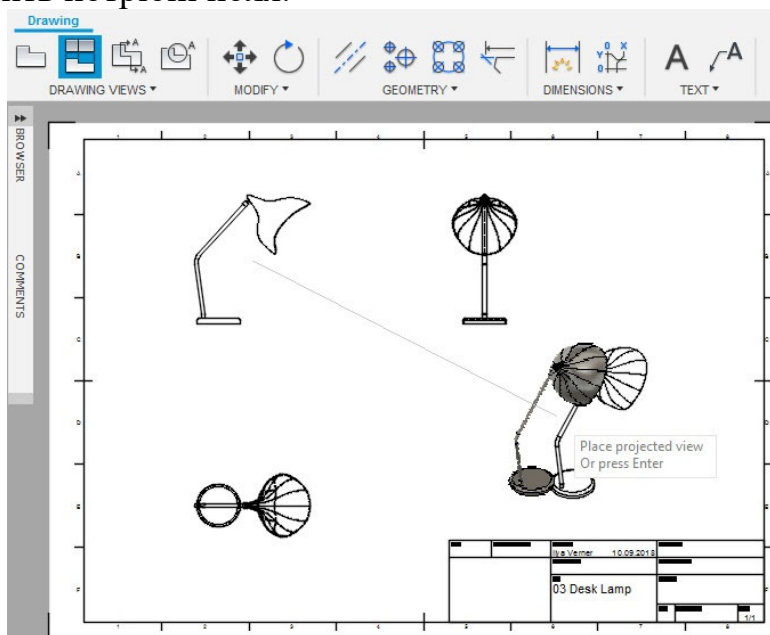 Drawing
DRAWING VIEWS ▾ MODIFY ▾ GEOMETRY ▾ DIMENSIONS ▾ TEXT ▾
BROWSER
COMMENTS
Place projected view
Or press Enter
Ilya Verner 10.09.2018
03 Desk Lamp
1/1